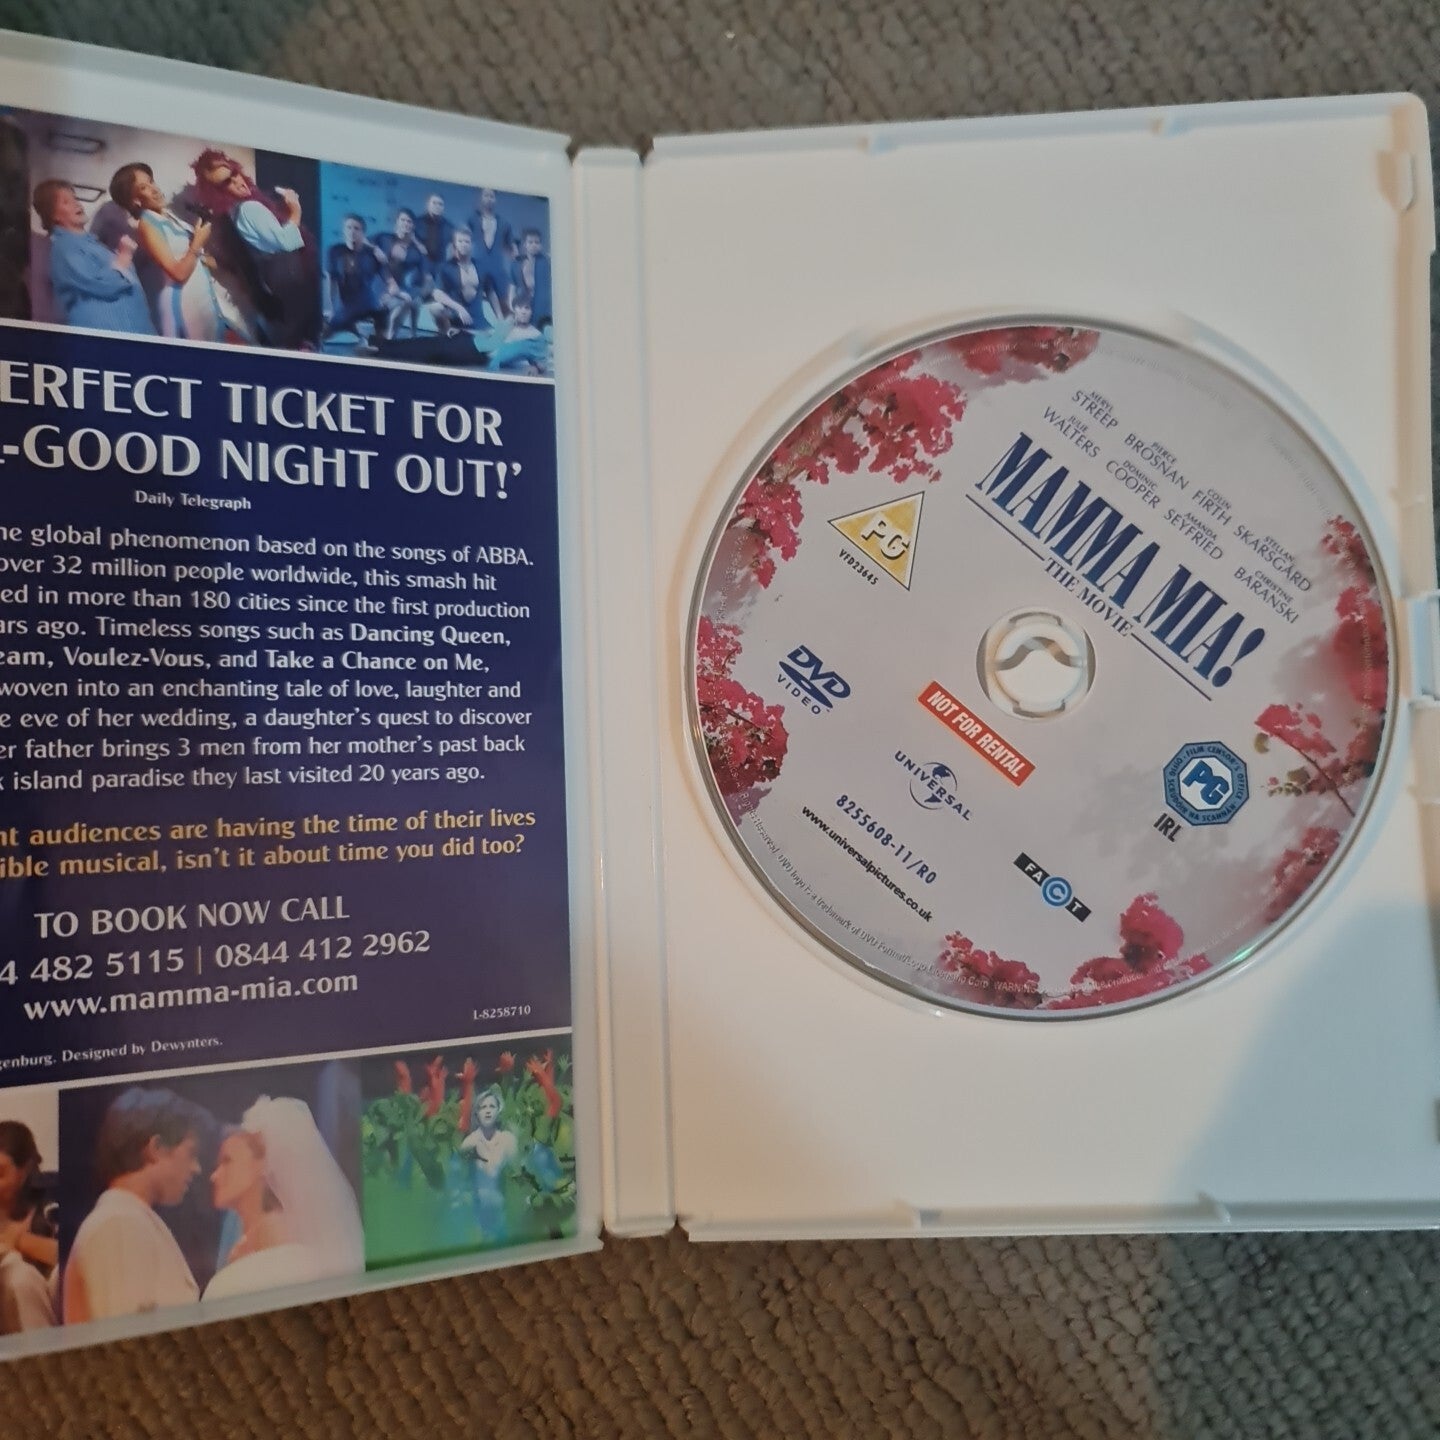 ERFECT TICKET FOR
-GOOD NIGHT OUT!'
Daily Telegraph
global phenomenon based on the songs of ABBA.
over 32 million people worldwide, this smash hit
in more than 180 cities since the first production
ago. Timeless songs such as Dancing Queen,
Voulez-Vous, and Take a Chance on Me,
woven into an enchanting tale of love, laughter and
eve of her wedding, a daughter's quest to discover
father brings 3 men from her mother's past back
island paradise they last visited 20 years ago.
audiences are having the time of their lives
musical, isn't it about time you did too?
TO BOOK NOW CALL
4 482 5115 | 0844 412 2962
www.mamma-mia.com
L-8258710
Designed by Dewynters.
MERYL STREEP
PIERCE BROSNAN
COLIN FIRTH
STELLAN SKARSGÅRD
JULIE WALTERS
DOMINIC COOPER
AMANDA SEYFRIED
CHRISTINE BARANSKI
MAMMA MIA!
THE MOVIE
PG
VFD23645
DVD
VIDEO
NOT FOR RENTAL
UNIVERSAL
8255608-11/R0
www.universalpictures.co.uk
FACT
FILM CENSOR'S OFFICE
PG
IRL